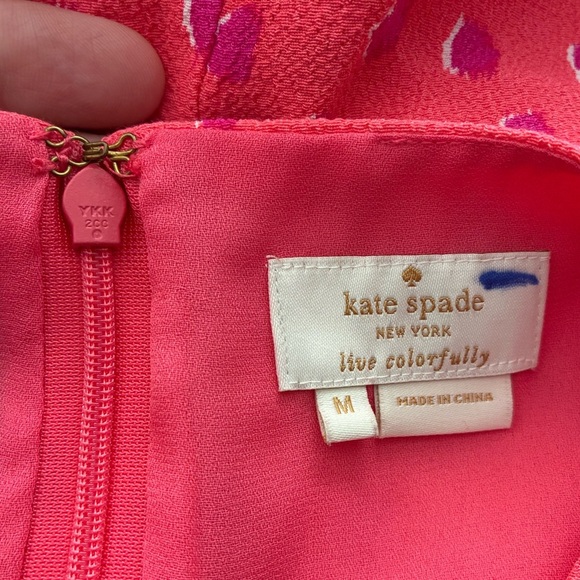 YKK
kate spade
NEW YORK
live colorfully
M
MADE IN CHINA